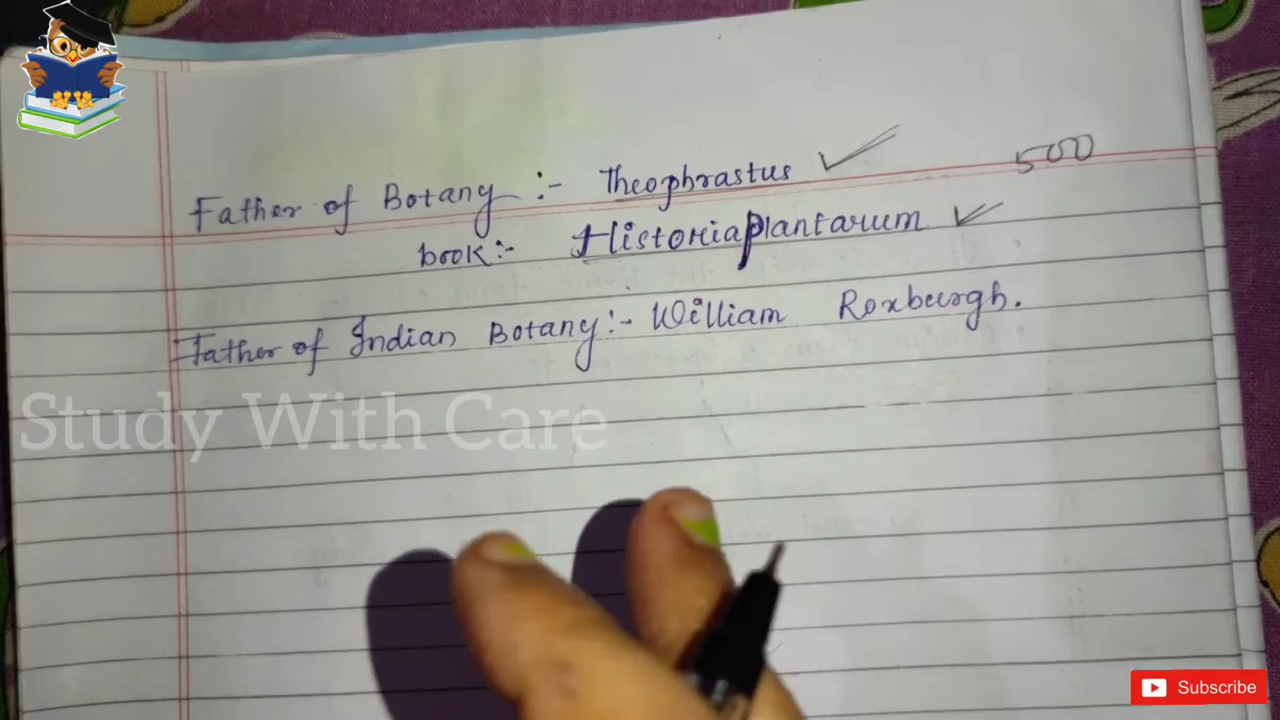 Father of Botany :- Theophrastus 500
book:- Historiaplantarum
Father of Indian Botany:- William Roxburgh.
Study With Care
Subscribe